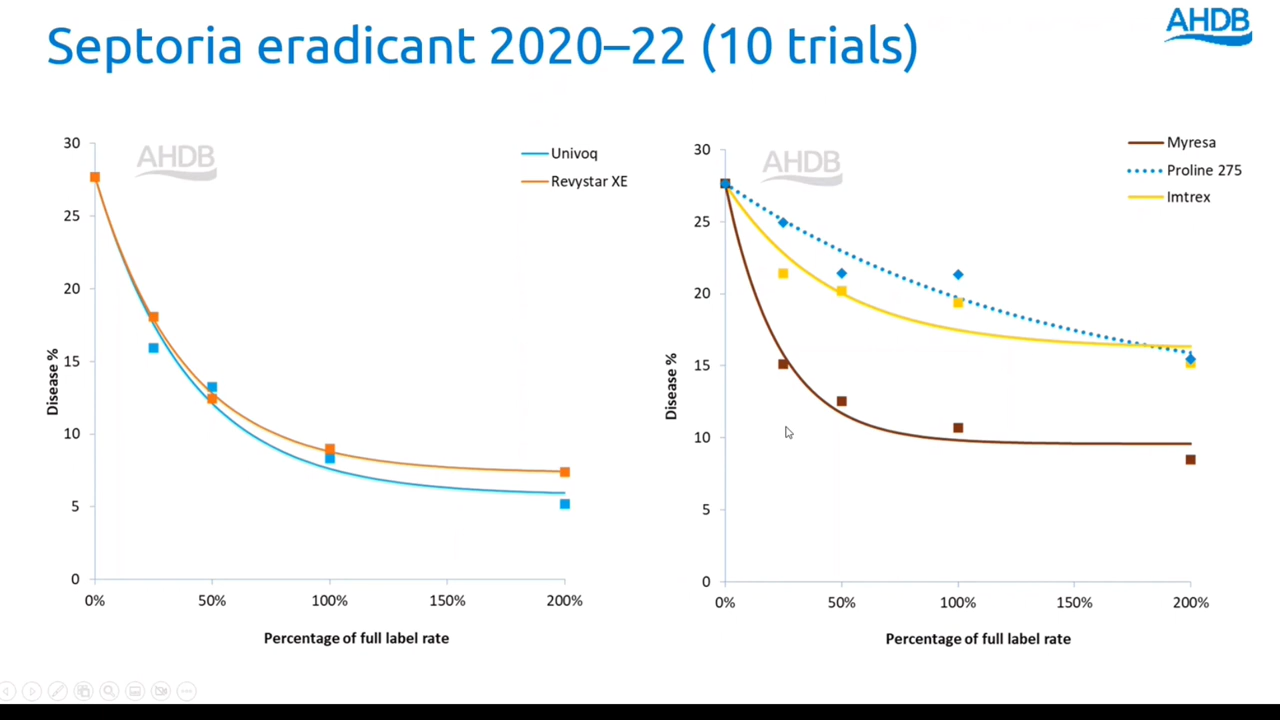 Septoria eradicant 2020–22 (10 trials)
AHDB
AHDB
Univoq
Revystar XE
30
25
20
15
10
5
0
Disease %
0%
50%
100%
150%
200%
Percentage of full label rate
AHDB
Myresa
Proline 275
Imtrex
30
25
20
15
10
5
0
Disease %
0%
50%
100%
150%
200%
Percentage of full label rate